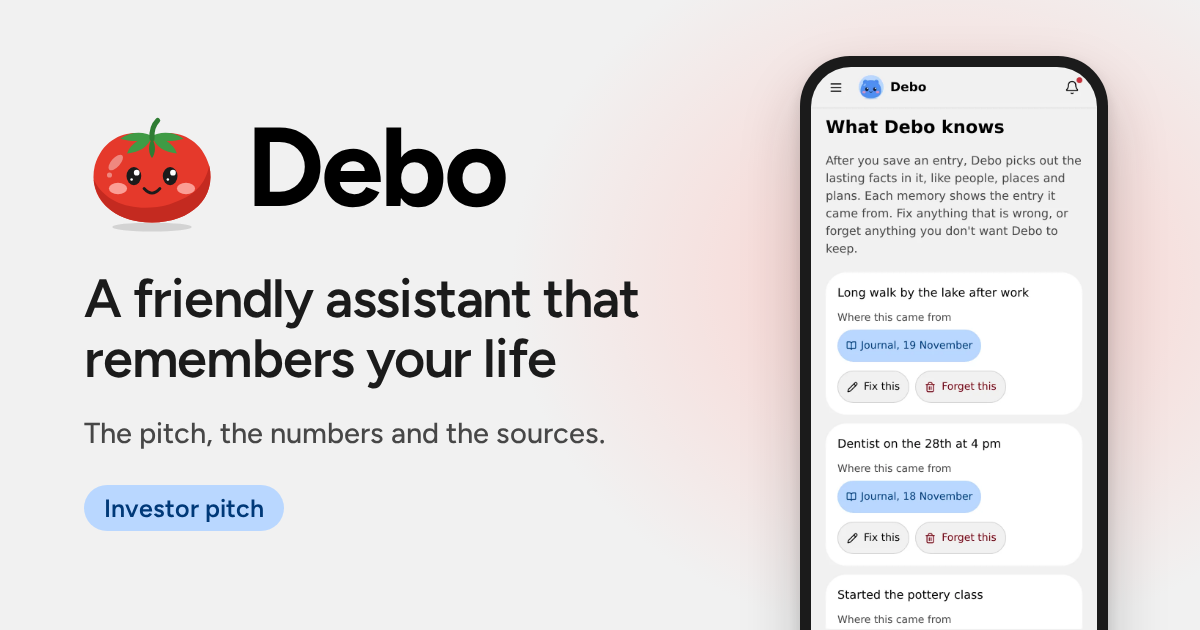 Debo
A friendly assistant that
remembers your life
The pitch, the numbers and the sources.
Investor pitch
Debo
What Debo knows
After you save an entry, Debo picks out the
lasting facts in it, like people, places and
plans. Each memory shows the entry it
came from. Fix anything that is wrong, or
forget anything you don't want Debo to
keep.
Long walk by the lake after work
Where this came from
Journal, 19 November
Fix this
Forget this
Dentist on the 28th at 4 pm
Where this came from
Journal, 18 November
Fix this
Forget this
Started the pottery class
Where this came from